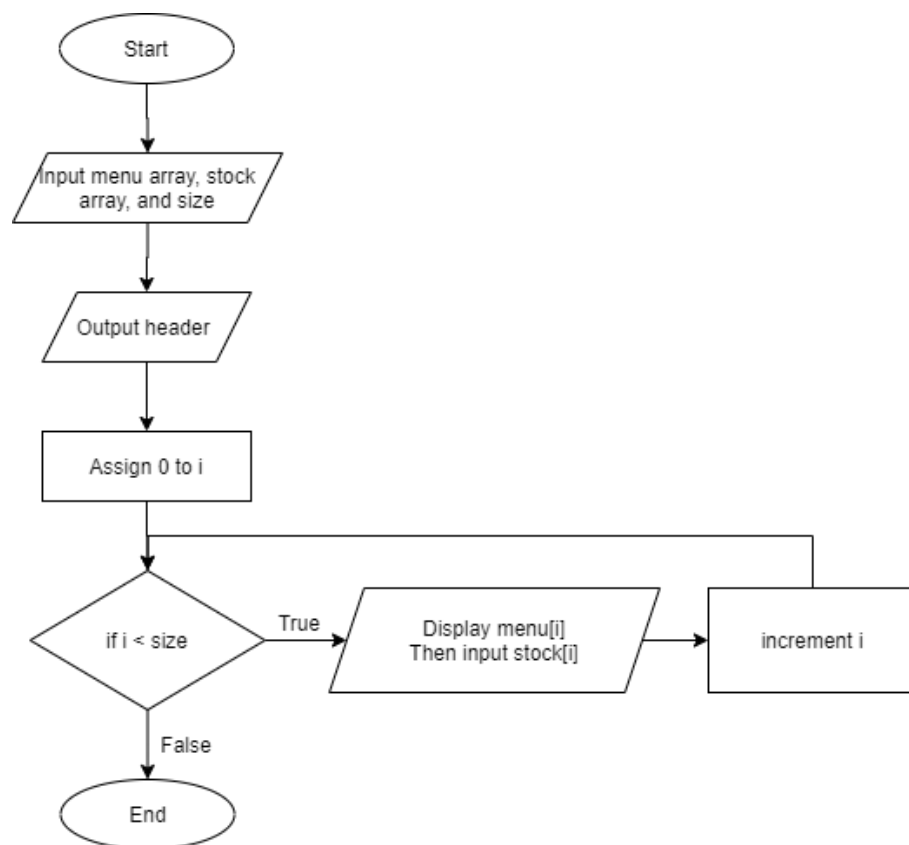 Start
Input menu array, stock
array, and size
Output header
Assign 0 to i
if i < size
True
Display menu[i]
Then input stock[i]
increment i
False
End